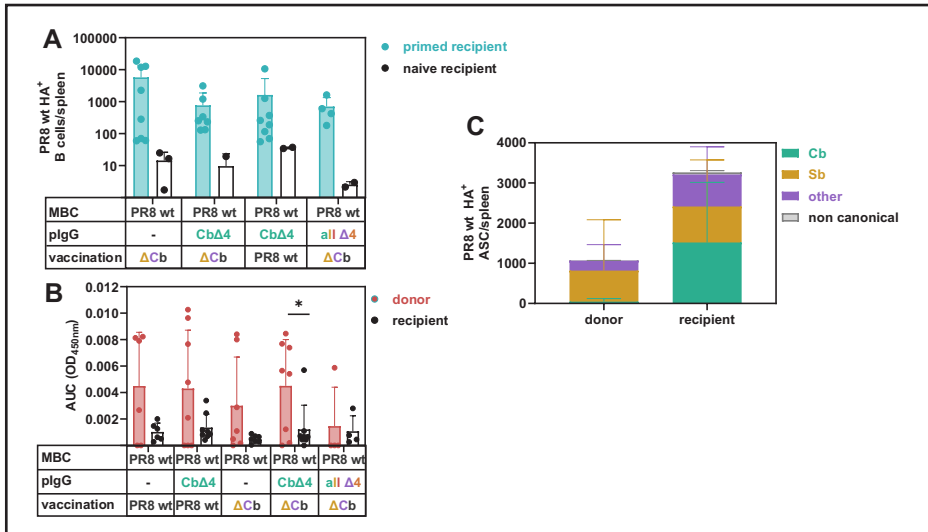 A
100000
10000
1000
100
10
PR8 wt HA+
B cells/spleen
primed recipient
naive recipient
MBC PR8 wt PR8 wt PR8 wt PR8 wt
pIgG - CbΔ4 CbΔ4 all Δ4
vaccination ΔCb ΔCb PR8 wt ΔCb
B
0.012
0.010
0.008
0.006
0.004
0.002
AUC (OD450nm)
*
donor
recipient
MBC PR8 wt PR8 wt PR8 wt PR8 wt PR8 wt
pIgG - CbΔ4 - CbΔ4 all Δ4
vaccination PR8 wt PR8 wt ΔCb ΔCb ΔCb
C
4000
3000
2000
1000
0
PR8 wt HA+
ASC/spleen
donor recipient
Cb
Sb
other
non canonical